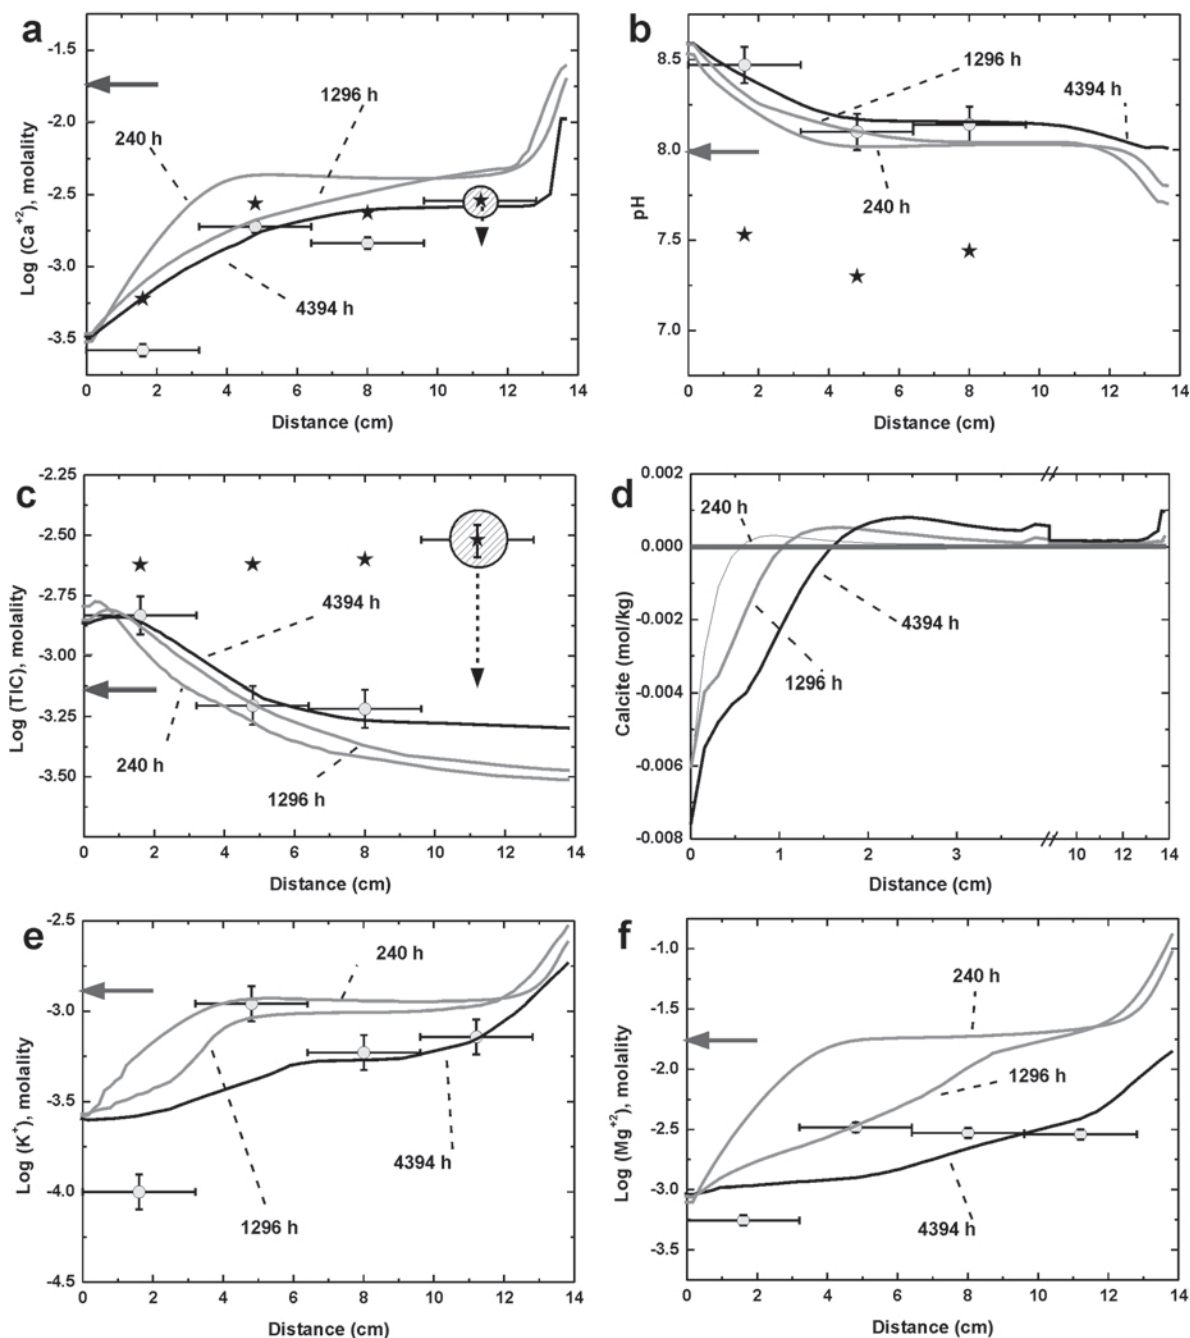 a
-1.5
-2.0
-2.5
-3.0
-3.5
Log (Ca+2), molality
240 h
1296 h
4394 h
0 2 4 6 8 10 12 14
Distance (cm)
b
8.5
8.0
7.5
7.0
pH
1296 h
4394 h
240 h
0 2 4 6 8 10 12 14
Distance (cm)
c
-2.25
-2.50
-2.75
-3.00
-3.25
-3.50
Log (TIC), molality
4394 h
240 h
1296 h
0 2 4 6 8 10 12 14
Distance (cm)
d
0.002
0.000
-0.002
-0.004
-0.006
-0.008
Calcite (mol/kg)
240 h
4394 h
1296 h
0 1 2 3 10 12 14
Distance (cm)
e
-2.5
-3.0
-3.5
-4.0
-4.5
Log (K+), molality
240 h
4394 h
1296 h
0 2 4 6 8 10 12 14
Distance (cm)
f
-1.0
-1.5
-2.0
-2.5
-3.0
-3.5
Log (Mg+2), molality
240 h
1296 h
4394 h
0 2 4 6 8 10 12 14
Distance (cm)